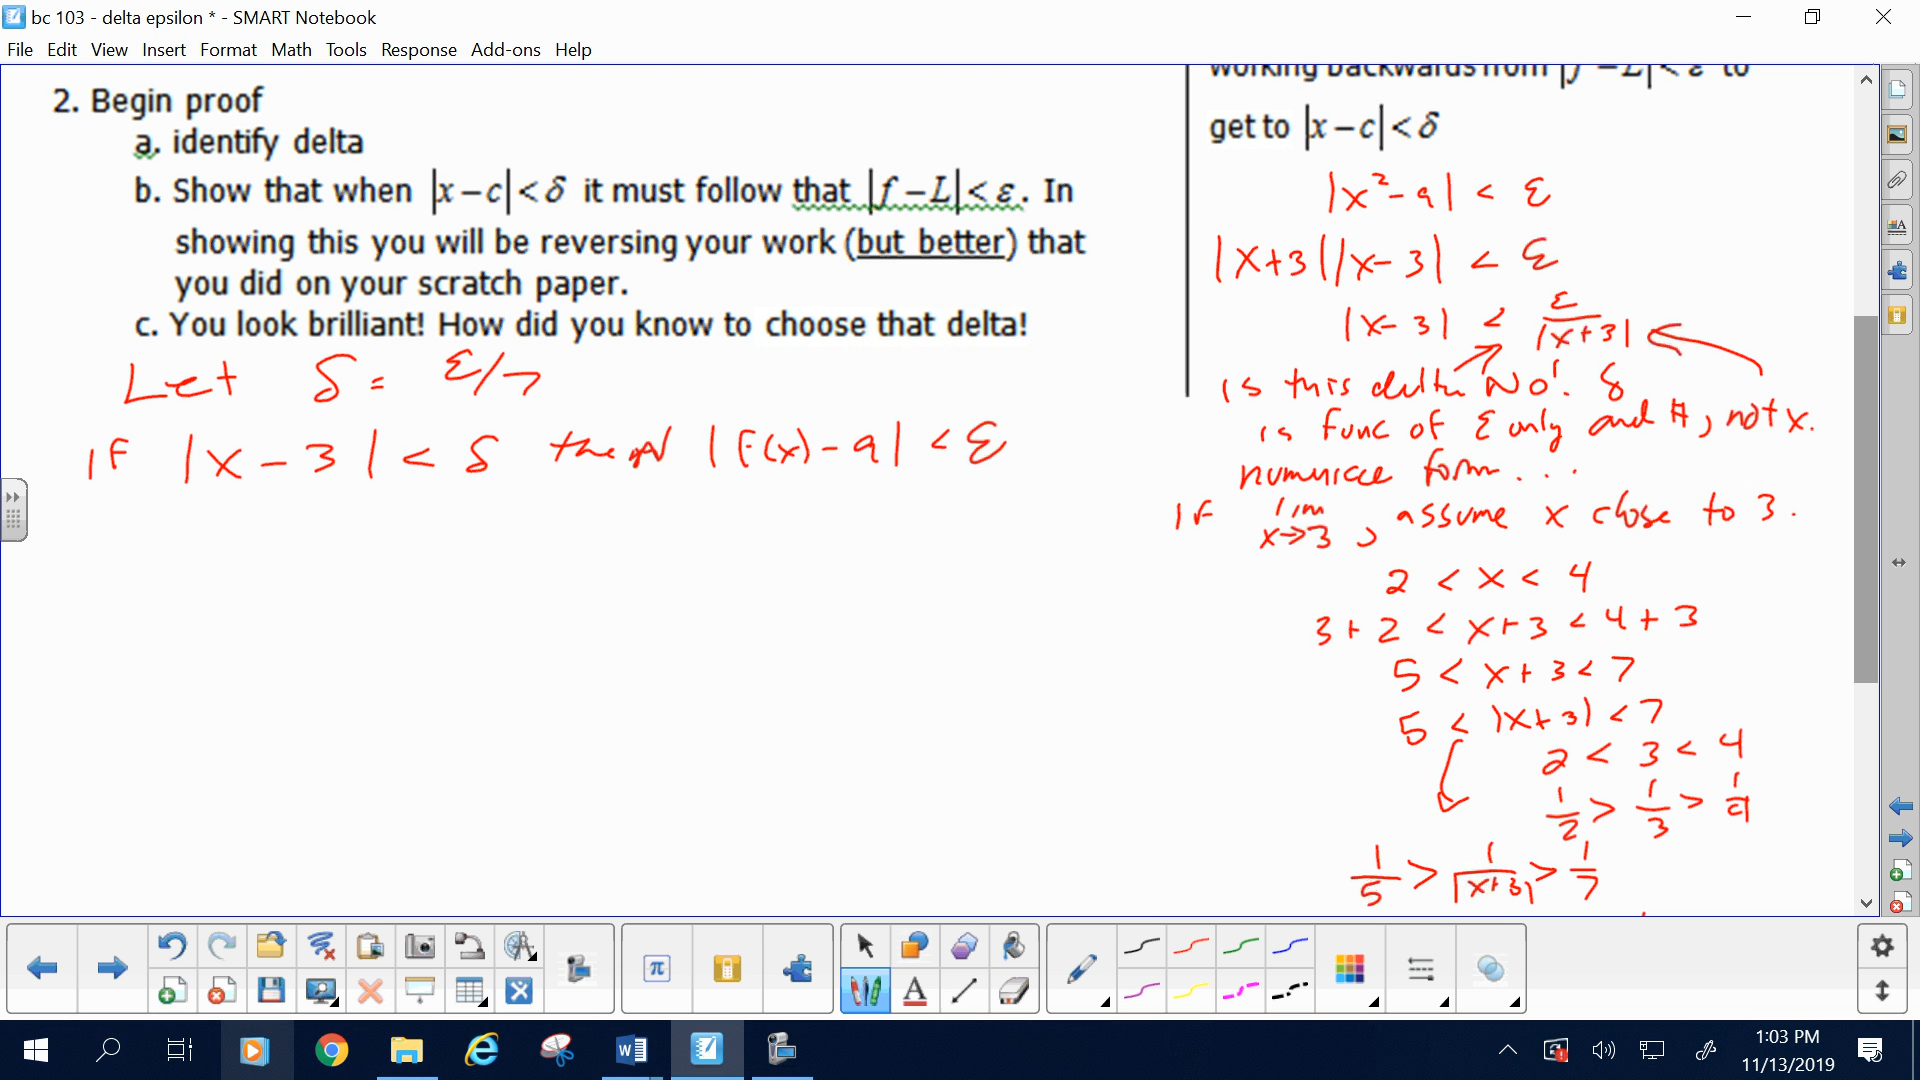 bc 103 - delta epsilon * - SMART Notebook
File Edit View Insert Format Math Tools Response Add-ons Help
2. Begin proof
a. identify delta
b. Show that when |x−c|<δ it must follow that |f−L|<ε. In
showing this you will be reversing your work (but better) that
you did on your scratch paper.
c. You look brilliant! How did you know to choose that delta!
Let δ = ε/7
IF |x − 3| < δ then |F(x) − 9| < ε
working backwards from |f −L|< ε to
get to |x−c|<δ
|x²-9| < ε
|x+3||x-3| < ε
|x-3| < ε/|x+3|
is this delta No! δ
is func of ε only and #, not x.
form...
IF lim x→3, assume x close to 3.
2 < x < 4
3+2 < x+3 < 4+3
5 < x+3 < 7
5 < |x+3| < 7
2 < 3 < 4
1/2 > 1/3 > 1/4
1/5 > 1/|x+3| > 1/7
π
A
1:03 PM
11/13/2019